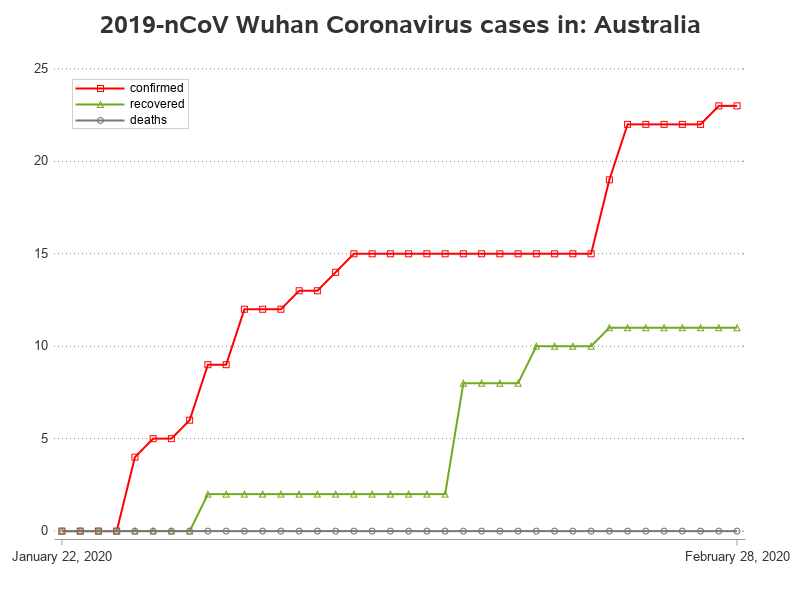 2019-nCoV Wuhan Coronavirus cases in: Australia
25
confirmed
recovered
deaths
20
15
10
5
0
January 22, 2020
February 28, 2020